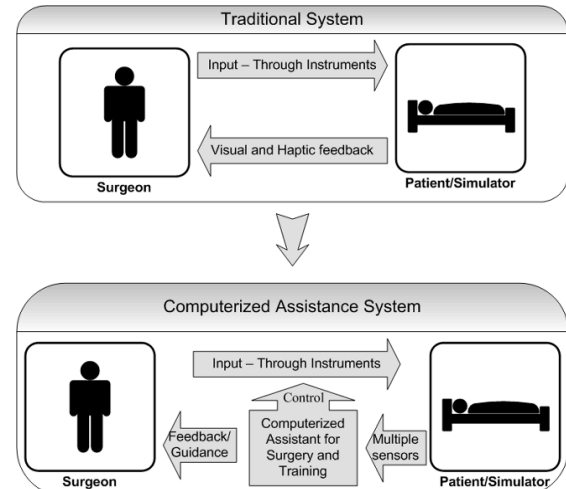 Traditional System
Input – Through Instruments
Visual and Haptic feedback
Surgeon
Patient/Simulator
Computerized Assistance System
Input – Through Instruments
Control
Feedback/
Guidance
Computerized
Assistant for
Surgery and
Training
Multiple
sensors
Surgeon
Patient/Simulator